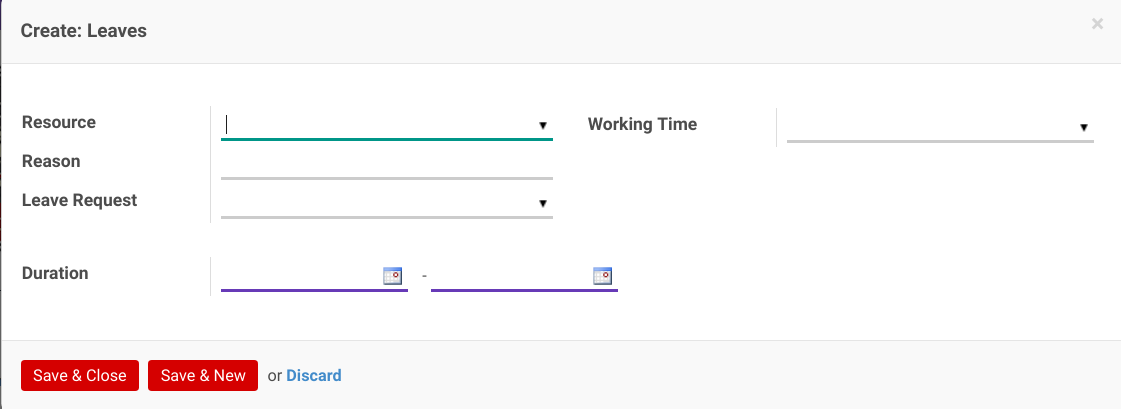 Create: Leaves ×
Resource
Working Time
Reason
Leave Request
Duration
-
Save & Close Save & New or Discard